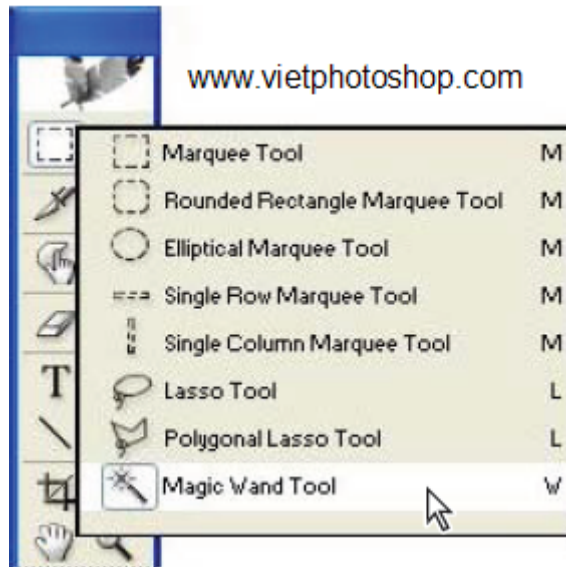 www.vietphotoshop.com
Marquee Tool M
Rounded Rectangle Marquee Tool M
Elliptical Marquee Tool M
Single Row Marquee Tool M
Single Column Marquee Tool M
Lasso Tool L
Polygonal Lasso Tool L
T
Magic Wand Tool W